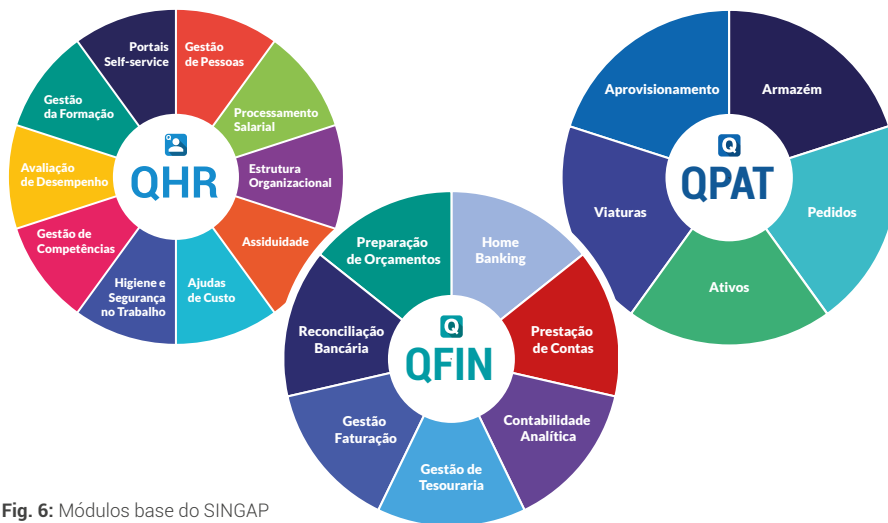 Portais
Self-service
Gestão
de Pessoas
Processamento
Salarial
Estrutura
Organizacional
Assiduidade
Ajudas
de Custo
Higiene e
Segurança
no Trabalho
Gestão de
Competências
Avaliação
de Desempenho
Gestão
da Formação
QHR
Preparação
de Orçamentos
Home
Banking
Prestação
de Contas
Contabilidade
Analítica
Gestão de
Tesouraria
Gestão
Faturação
Reconciliação
Bancária
Q
QFIN
Aprovisionamento
Armazém
Pedidos
Ativos
Viaturas
Q
QPAT
Fig. 6: Módulos base do SINGAP